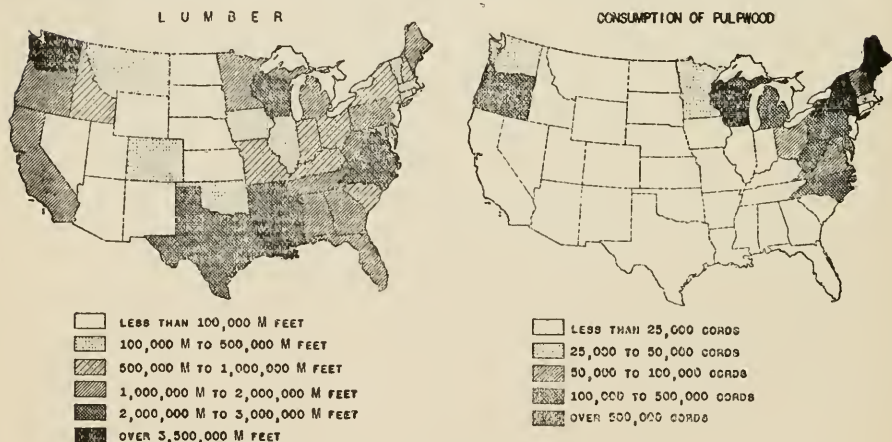 LUMBER
LESS THAN 100,000 M FEET
100,000 M TO 500,000 M FEET
500,000 M TO 1,000,000 M FEET
1,000,000 M TO 2,000,000 M FEET
2,000,000 M TO 3,000,000 M FEET
OVER 3,500,000 M FEET
CONSUMPTION OF PULPWOOD
LESS THAN 25,000 CORDS
25,000 TO 50,000 CORDS
50,000 TO 100,000 CORDS
100,000 TO 500,000 CORDS
OVER 500,000 CORDS